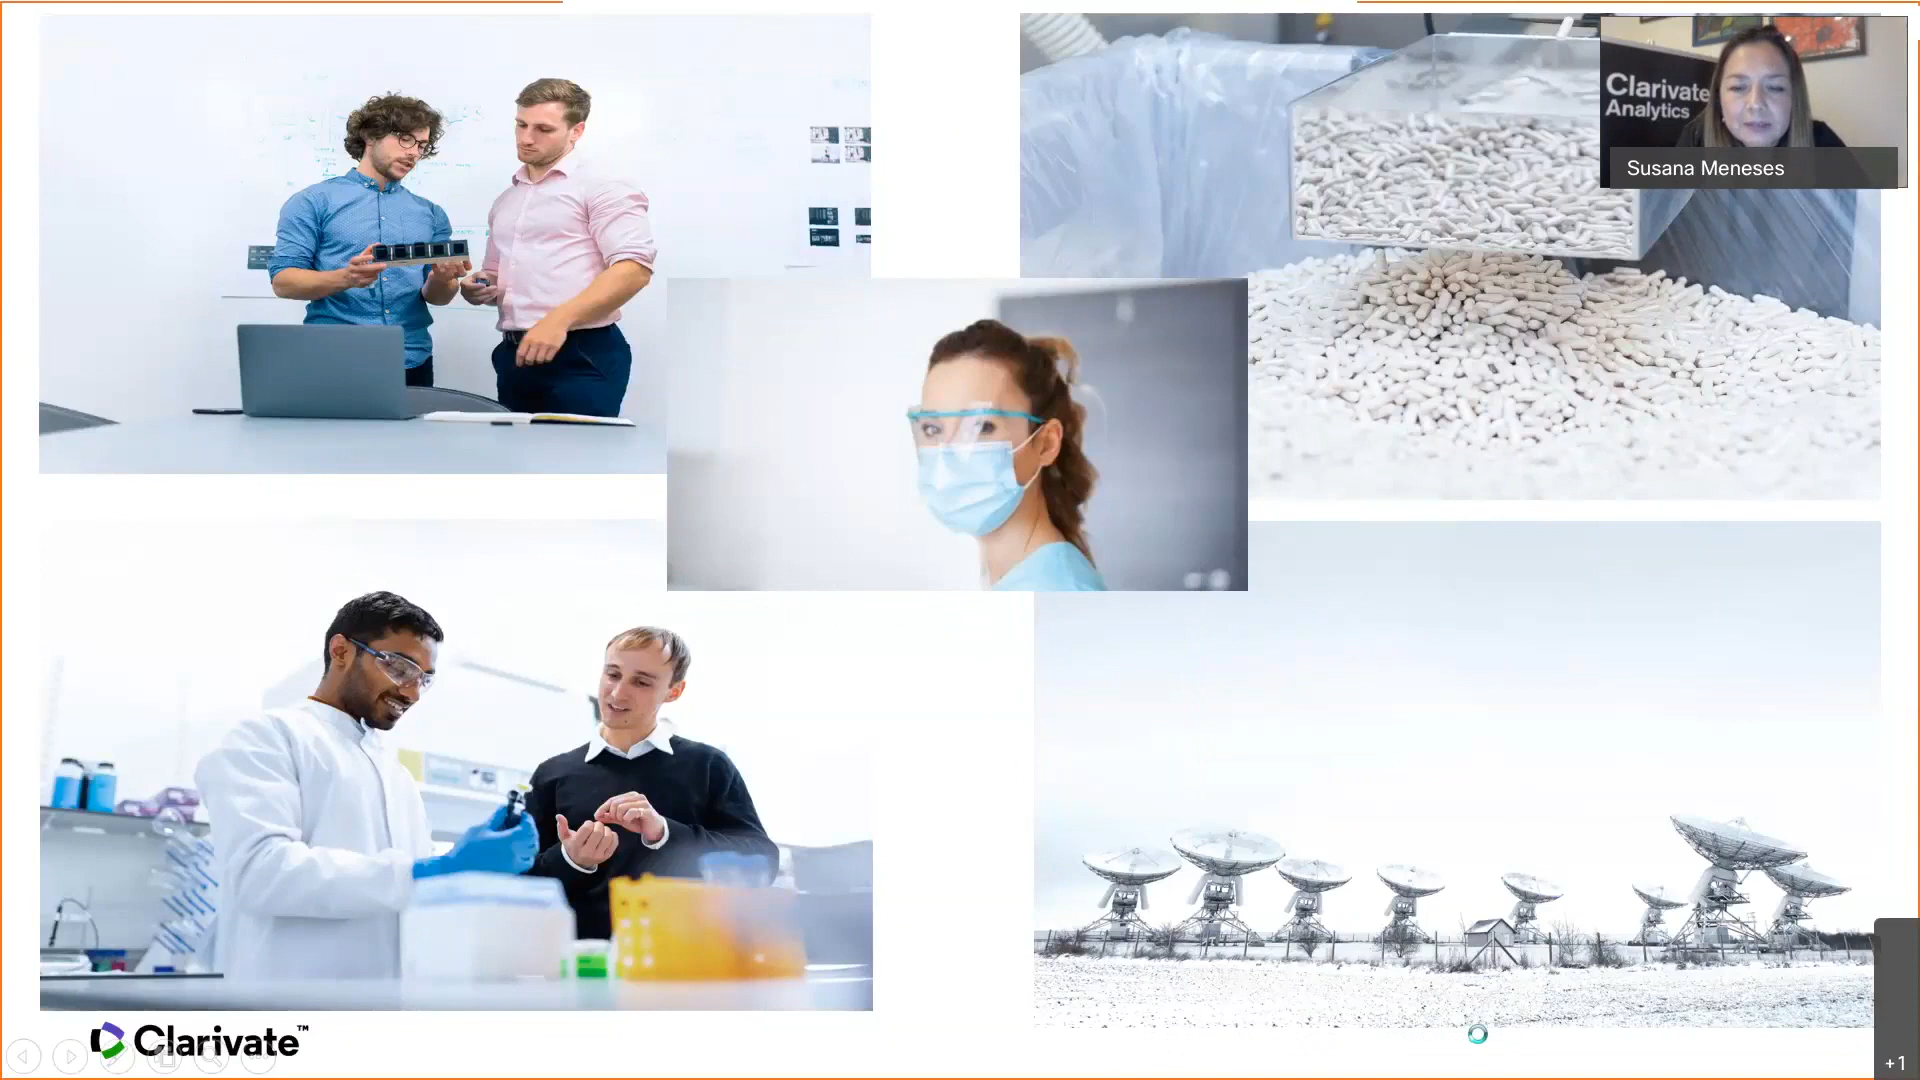 Clarivate
Analytics
Susana Meneses
Clarivate™
+1